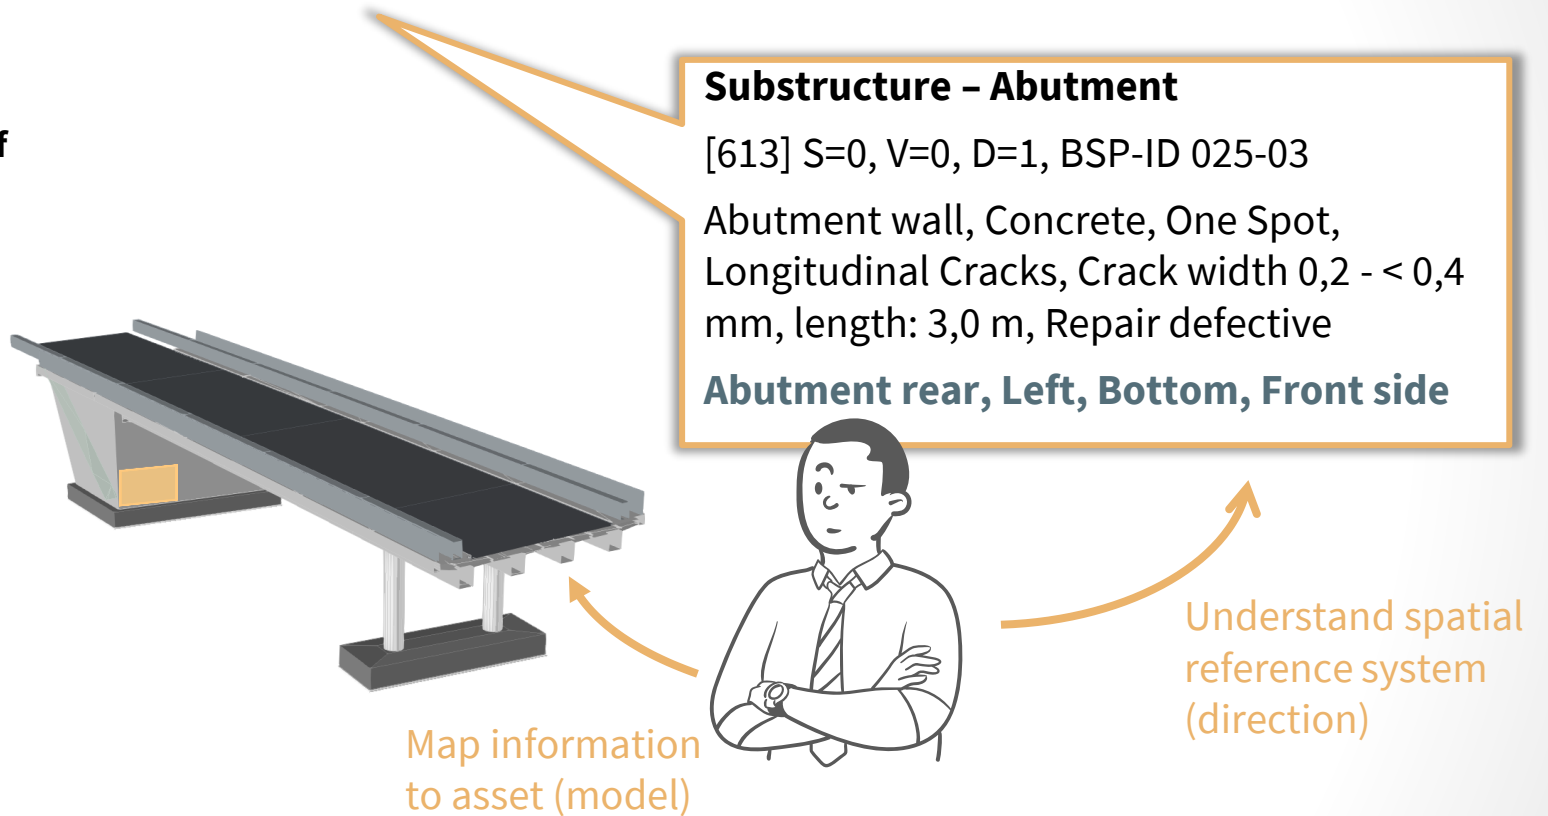 f
Substructure – Abutment
[613] S=0, V=0, D=1, BSP-ID 025-03
Abutment wall, Concrete, One Spot,
Longitudinal Cracks, Crack width 0,2 - < 0,4
mm, length: 3,0 m, Repair defective
Abutment rear, Left, Bottom, Front side
Understand spatial
reference system
(direction)
Map information
to asset (model)